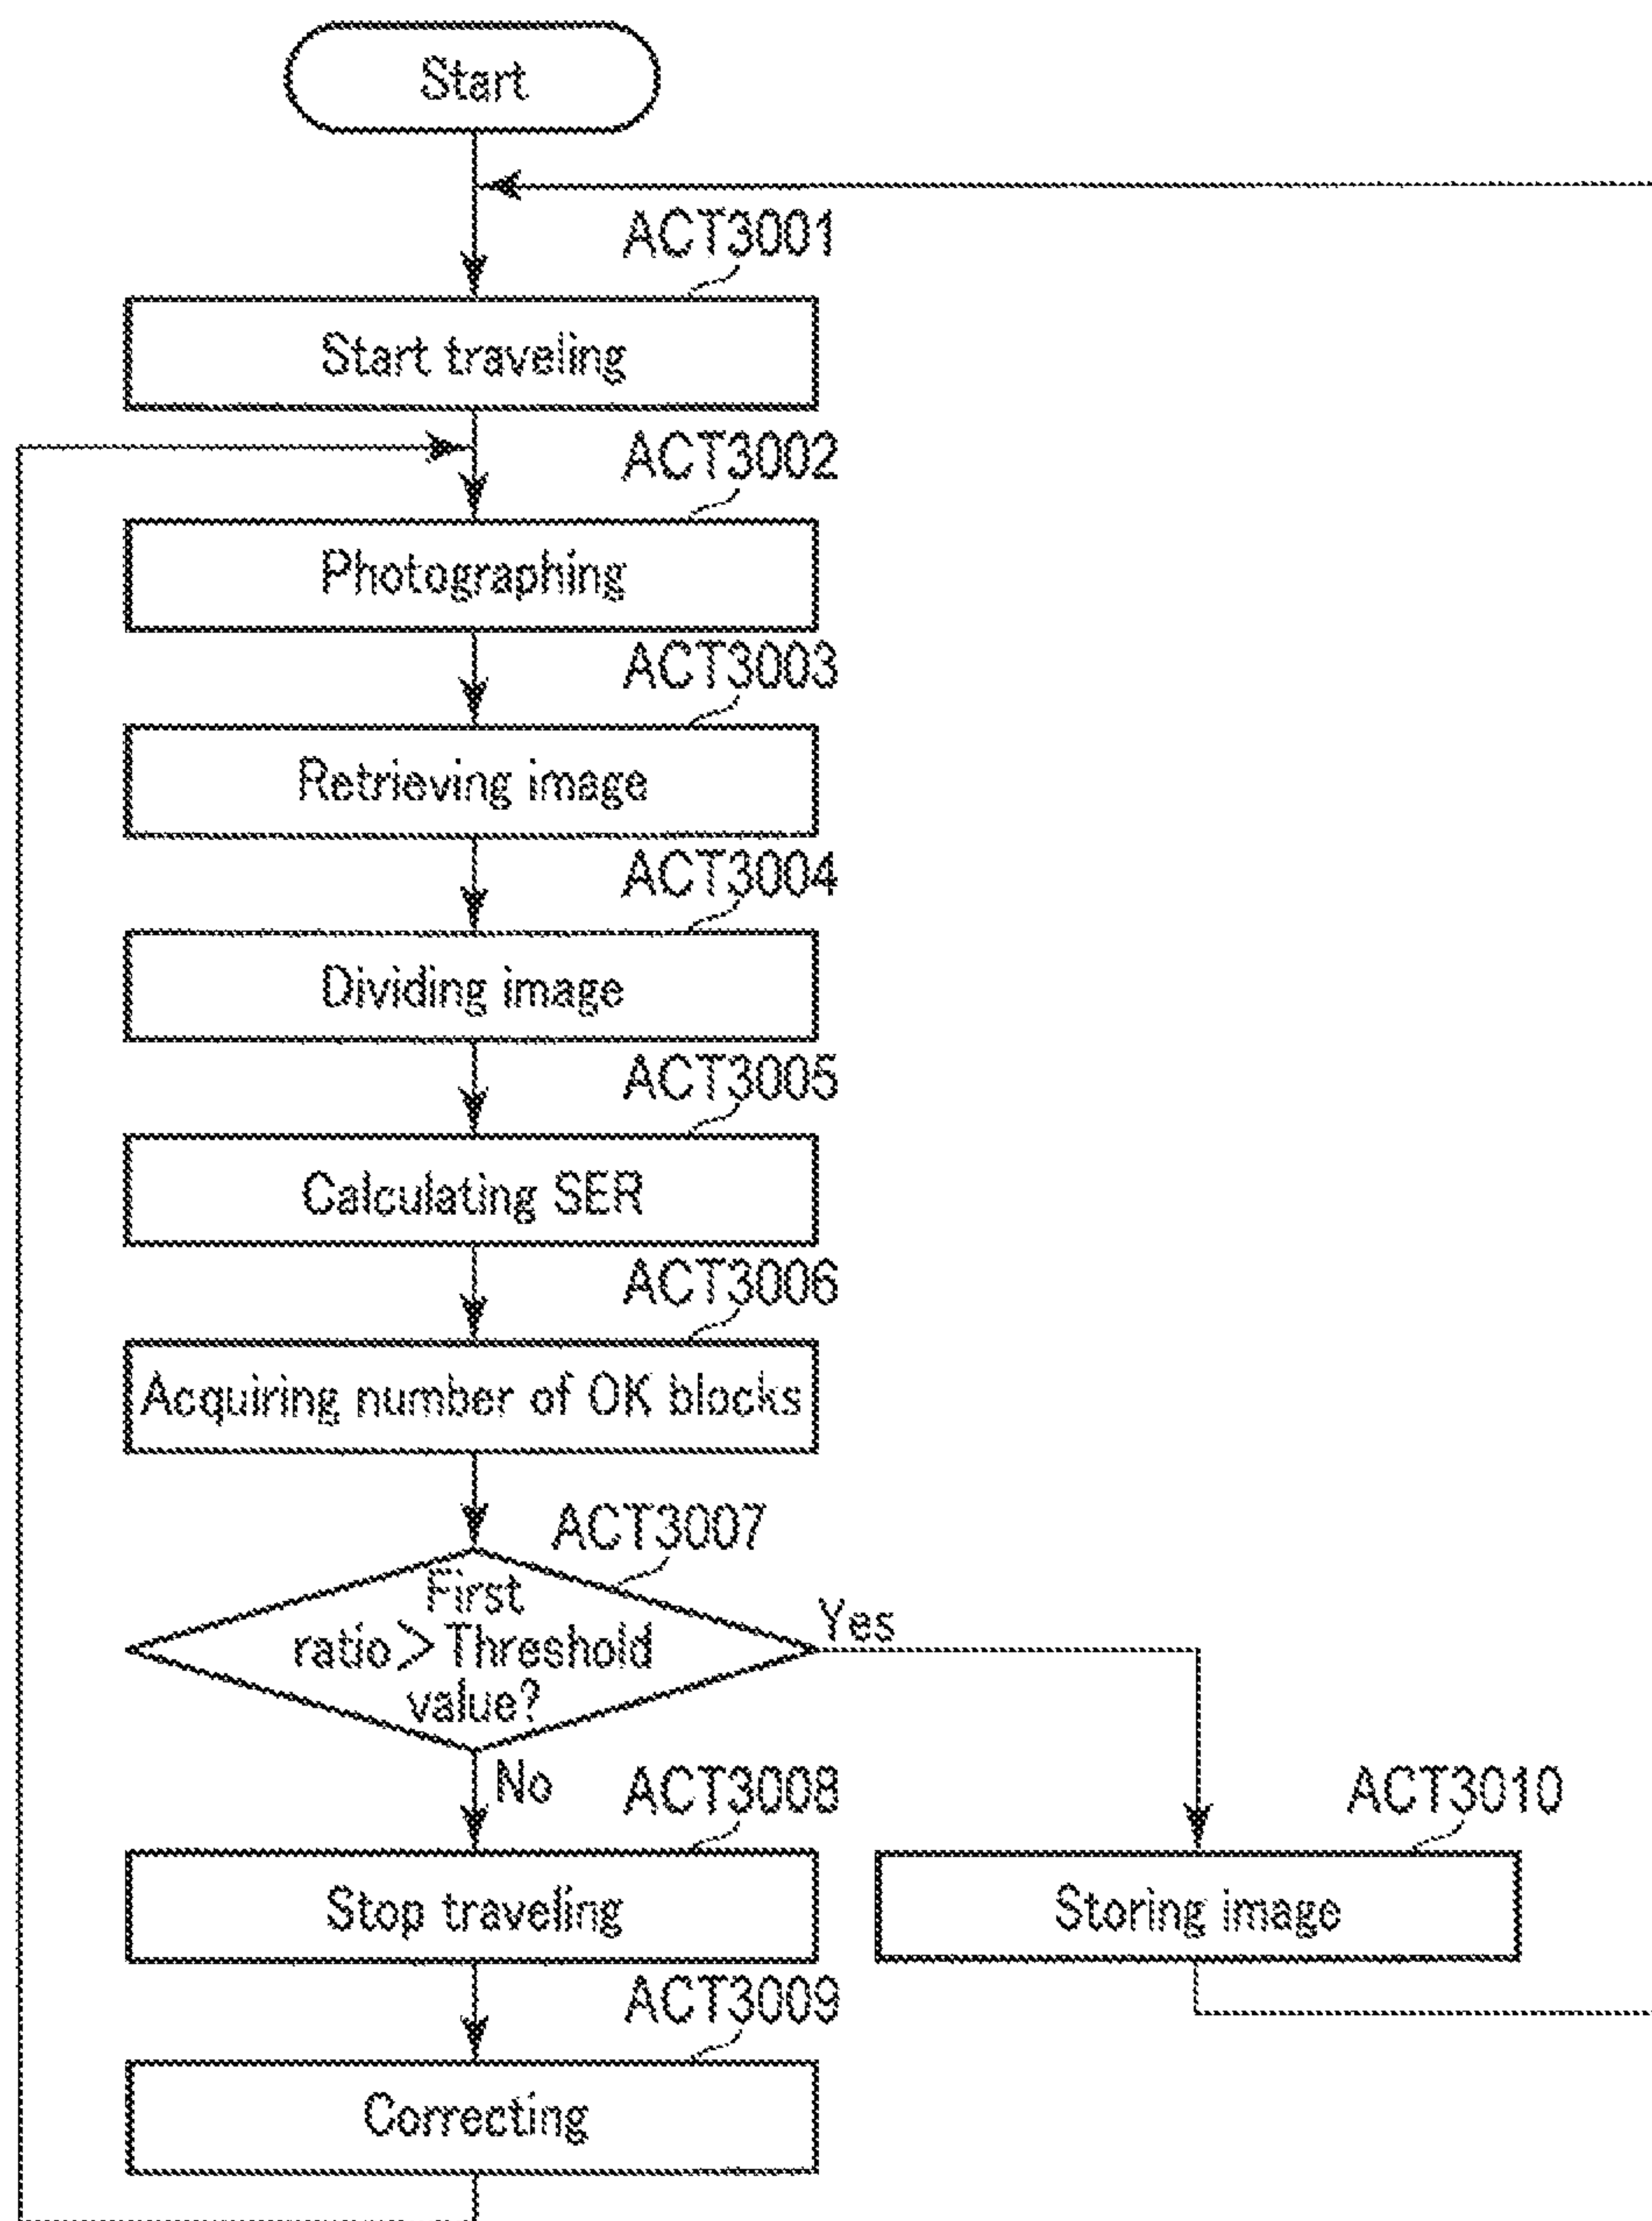 Start
ACT3001
Start traveling
ACT3002
Photographing
ACT3003
Retrieving image
ACT3004
Dividing image
ACT3005
Calculating SER
ACT3006
Acquiring number of OK blocks
ACT3007
First
ratio > Threshold
value?
Yes
No
ACT3008
Stop traveling
ACT3010
Storing image
ACT3009
Correcting